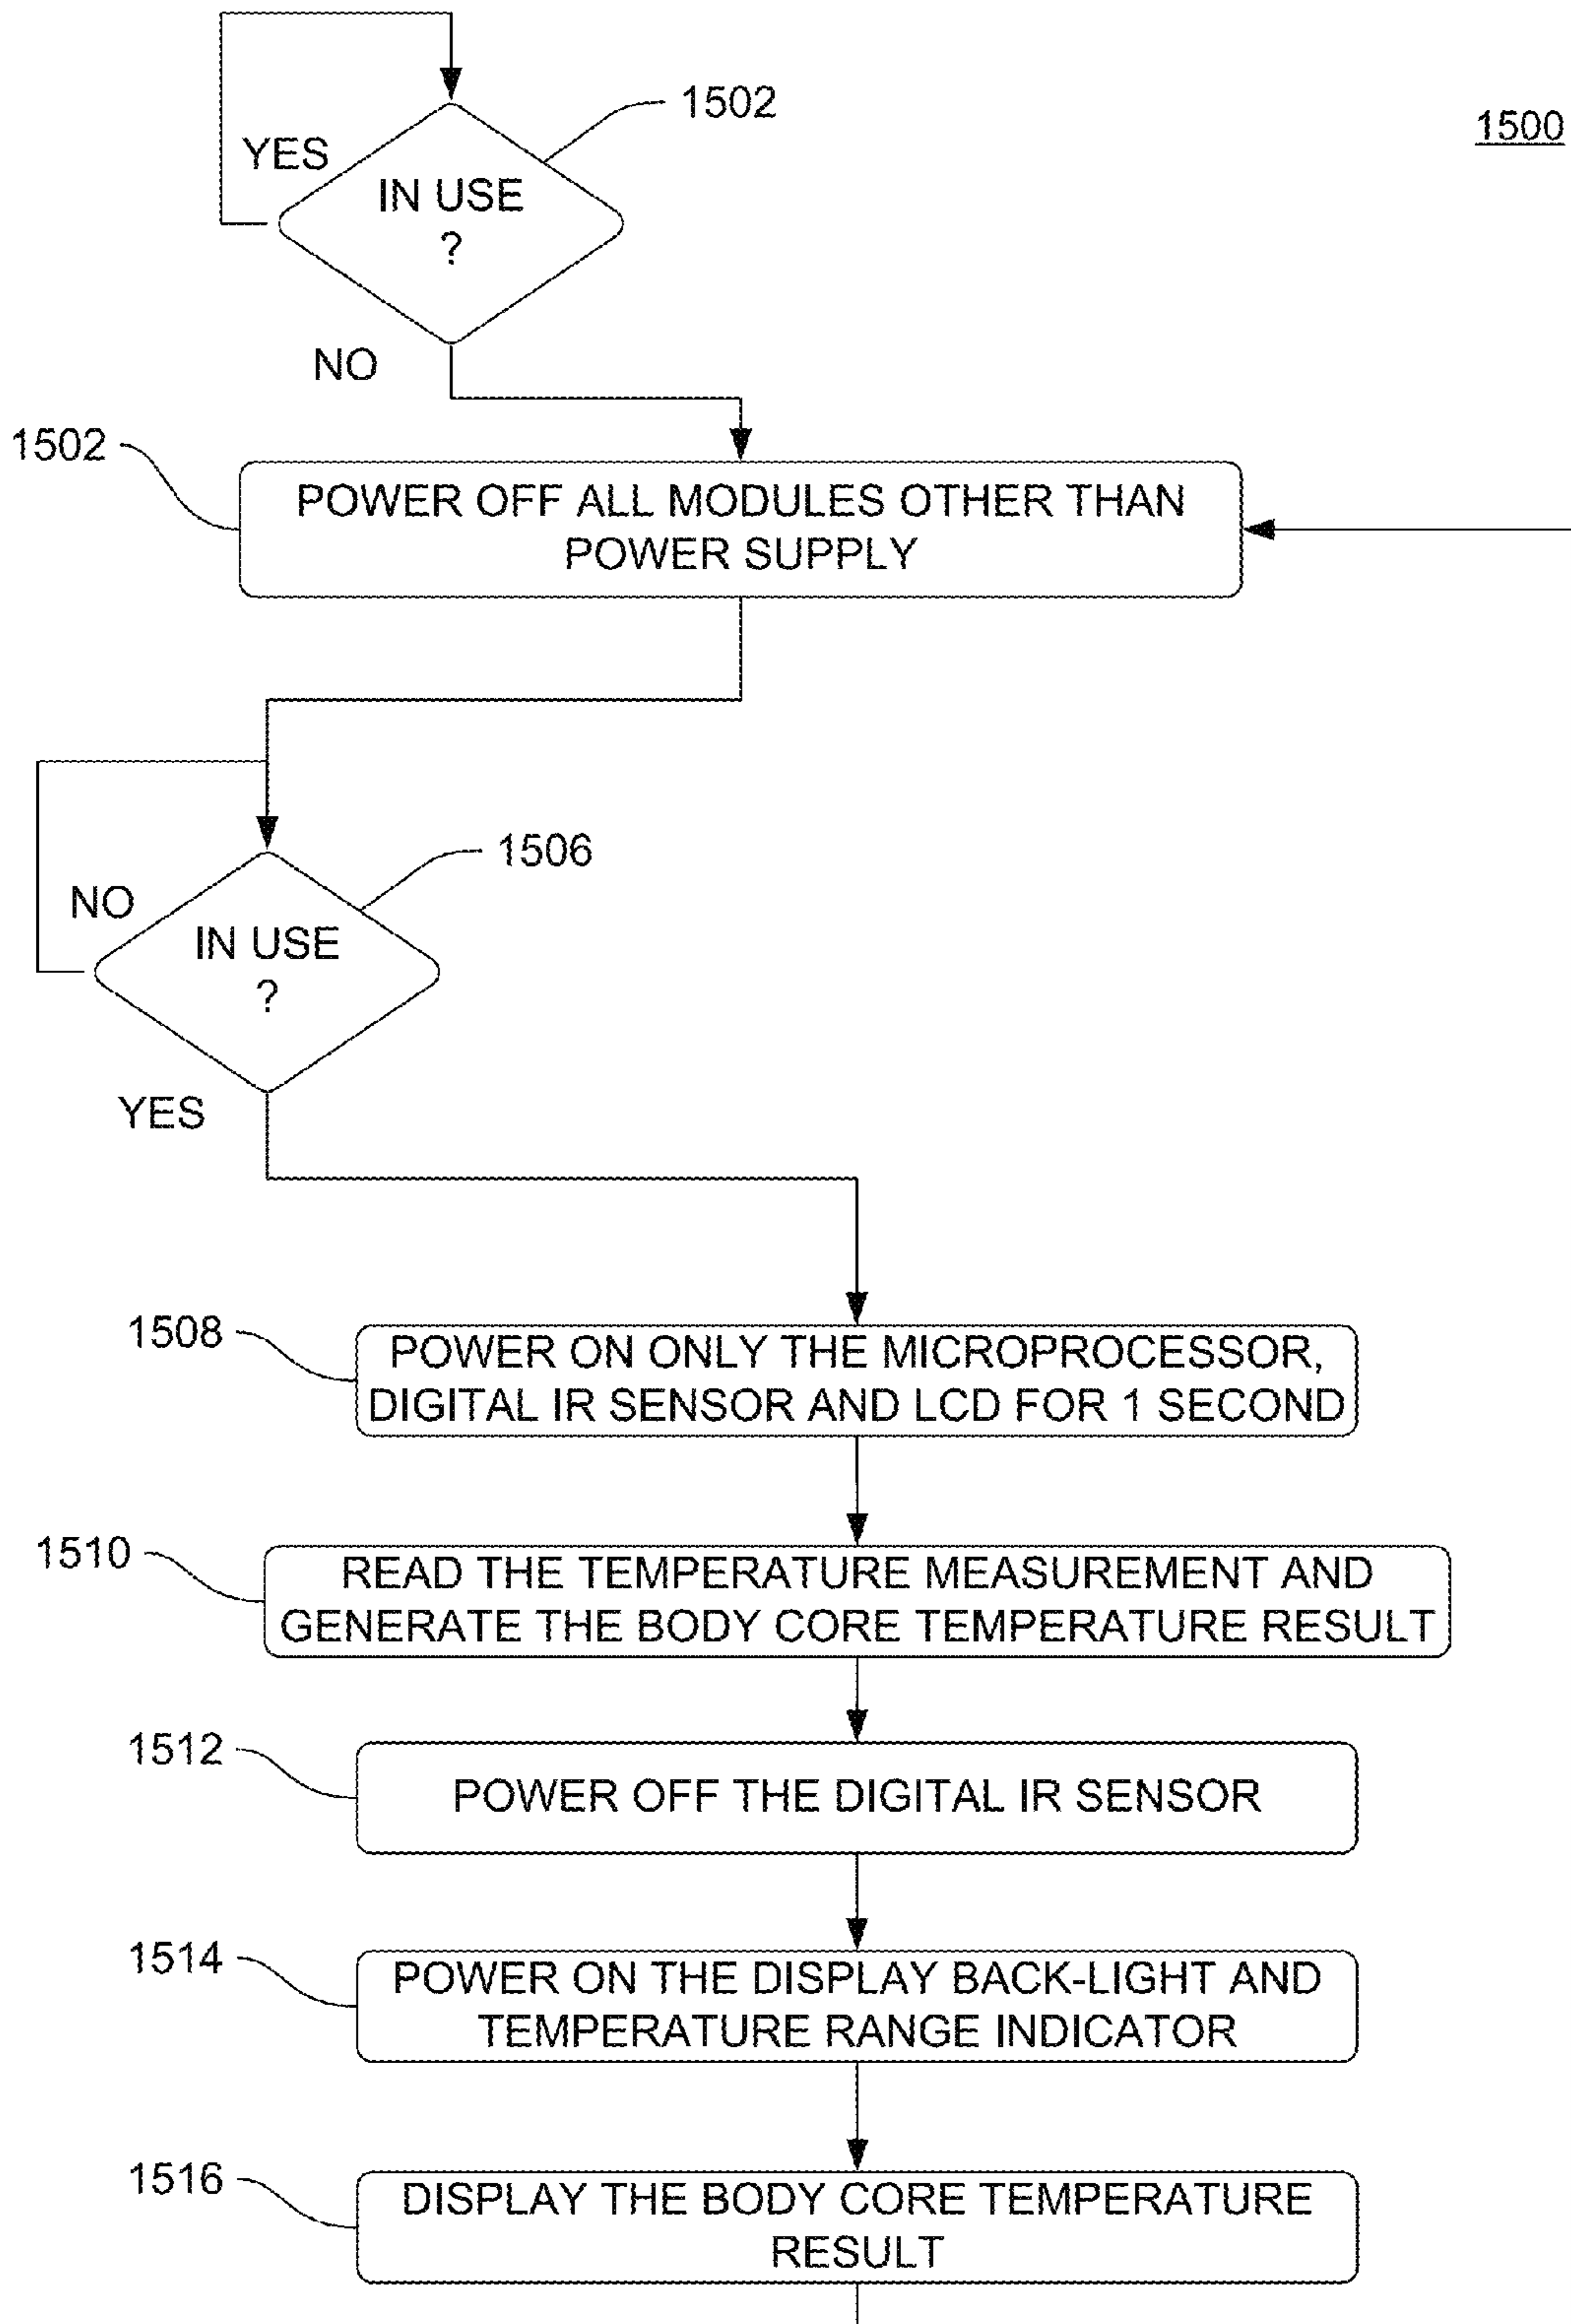 1500
1502
YES
IN USE
?
NO
1502
POWER OFF ALL MODULES OTHER THAN
POWER SUPPLY
1506
NO
IN USE
?
YES
1508
POWER ON ONLY THE MICROPROCESSOR,
DIGITAL IR SENSOR AND LCD FOR 1 SECOND
1510
READ THE TEMPERATURE MEASUREMENT AND
GENERATE THE BODY CORE TEMPERATURE RESULT
1512
POWER OFF THE DIGITAL IR SENSOR
1514
POWER ON THE DISPLAY BACK-LIGHT AND
TEMPERATURE RANGE INDICATOR
1516
DISPLAY THE BODY CORE TEMPERATURE
RESULT